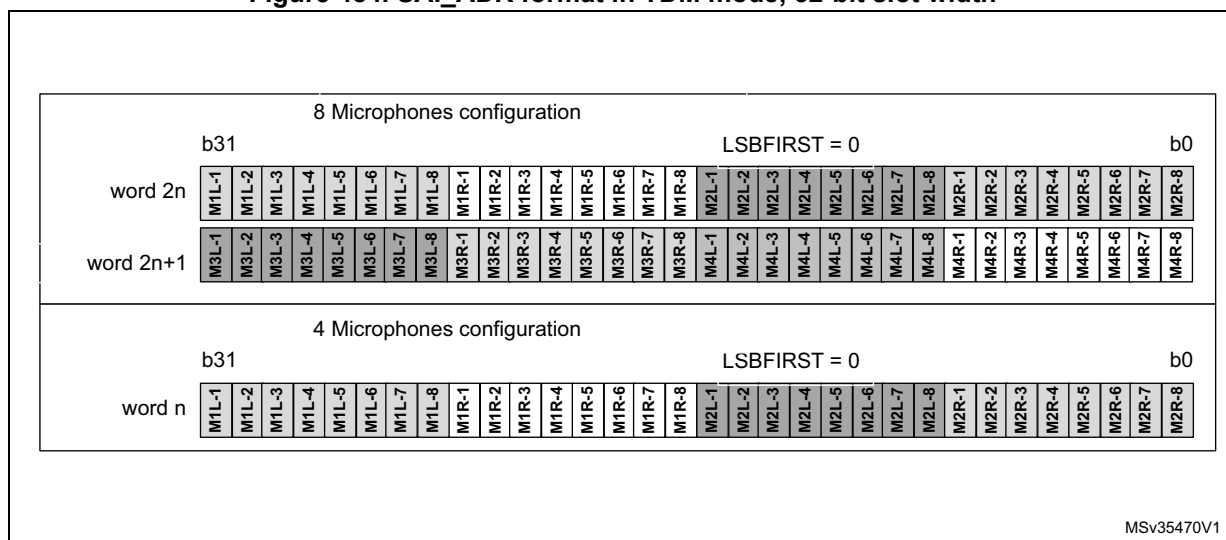 8 Microphones configuration
b31 LSBFIRST = 0 b0
word 2n M1L-1 M1L-2 M1L-3 M1L-4 M1L-5 M1L-6 M1L-7 M1L-8 M1R-1 M1R-2 M1R-3 M1R-4 M1R-5 M1R-6 M1R-7 M1R-8 M2L-1 M2L-2 M2L-3 M2L-4 M2L-5 M2L-6 M2L-7 M2L-8 M2R-1 M2R-2 M2R-3 M2R-4 M2R-5 M2R-6 M2R-7 M2R-8
word 2n+1 M3L-1 M3L-2 M3L-3 M3L-4 M3L-5 M3L-6 M3L-7 M3L-8 M3R-1 M3R-2 M3R-3 M3R-4 M3R-5 M3R-6 M3R-7 M3R-8 M4L-1 M4L-2 M4L-3 M4L-4 M4L-5 M4L-6 M4L-7 M4L-8 M4R-1 M4R-2 M4R-3 M4R-4 M4R-5 M4R-6 M4R-7 M4R-8
4 Microphones configuration
b31 LSBFIRST = 0 b0
word n M1L-1 M1L-2 M1L-3 M1L-4 M1L-5 M1L-6 M1L-7 M1L-8 M1R-1 M1R-2 M1R-3 M1R-4 M1R-5 M1R-6 M1R-7 M1R-8 M2L-1 M2L-2 M2L-3 M2L-4 M2L-5 M2L-6 M2L-7 M2L-8 M2R-1 M2R-2 M2R-3 M2R-4 M2R-5 M2R-6 M2R-7 M2R-8
MSv35470V1